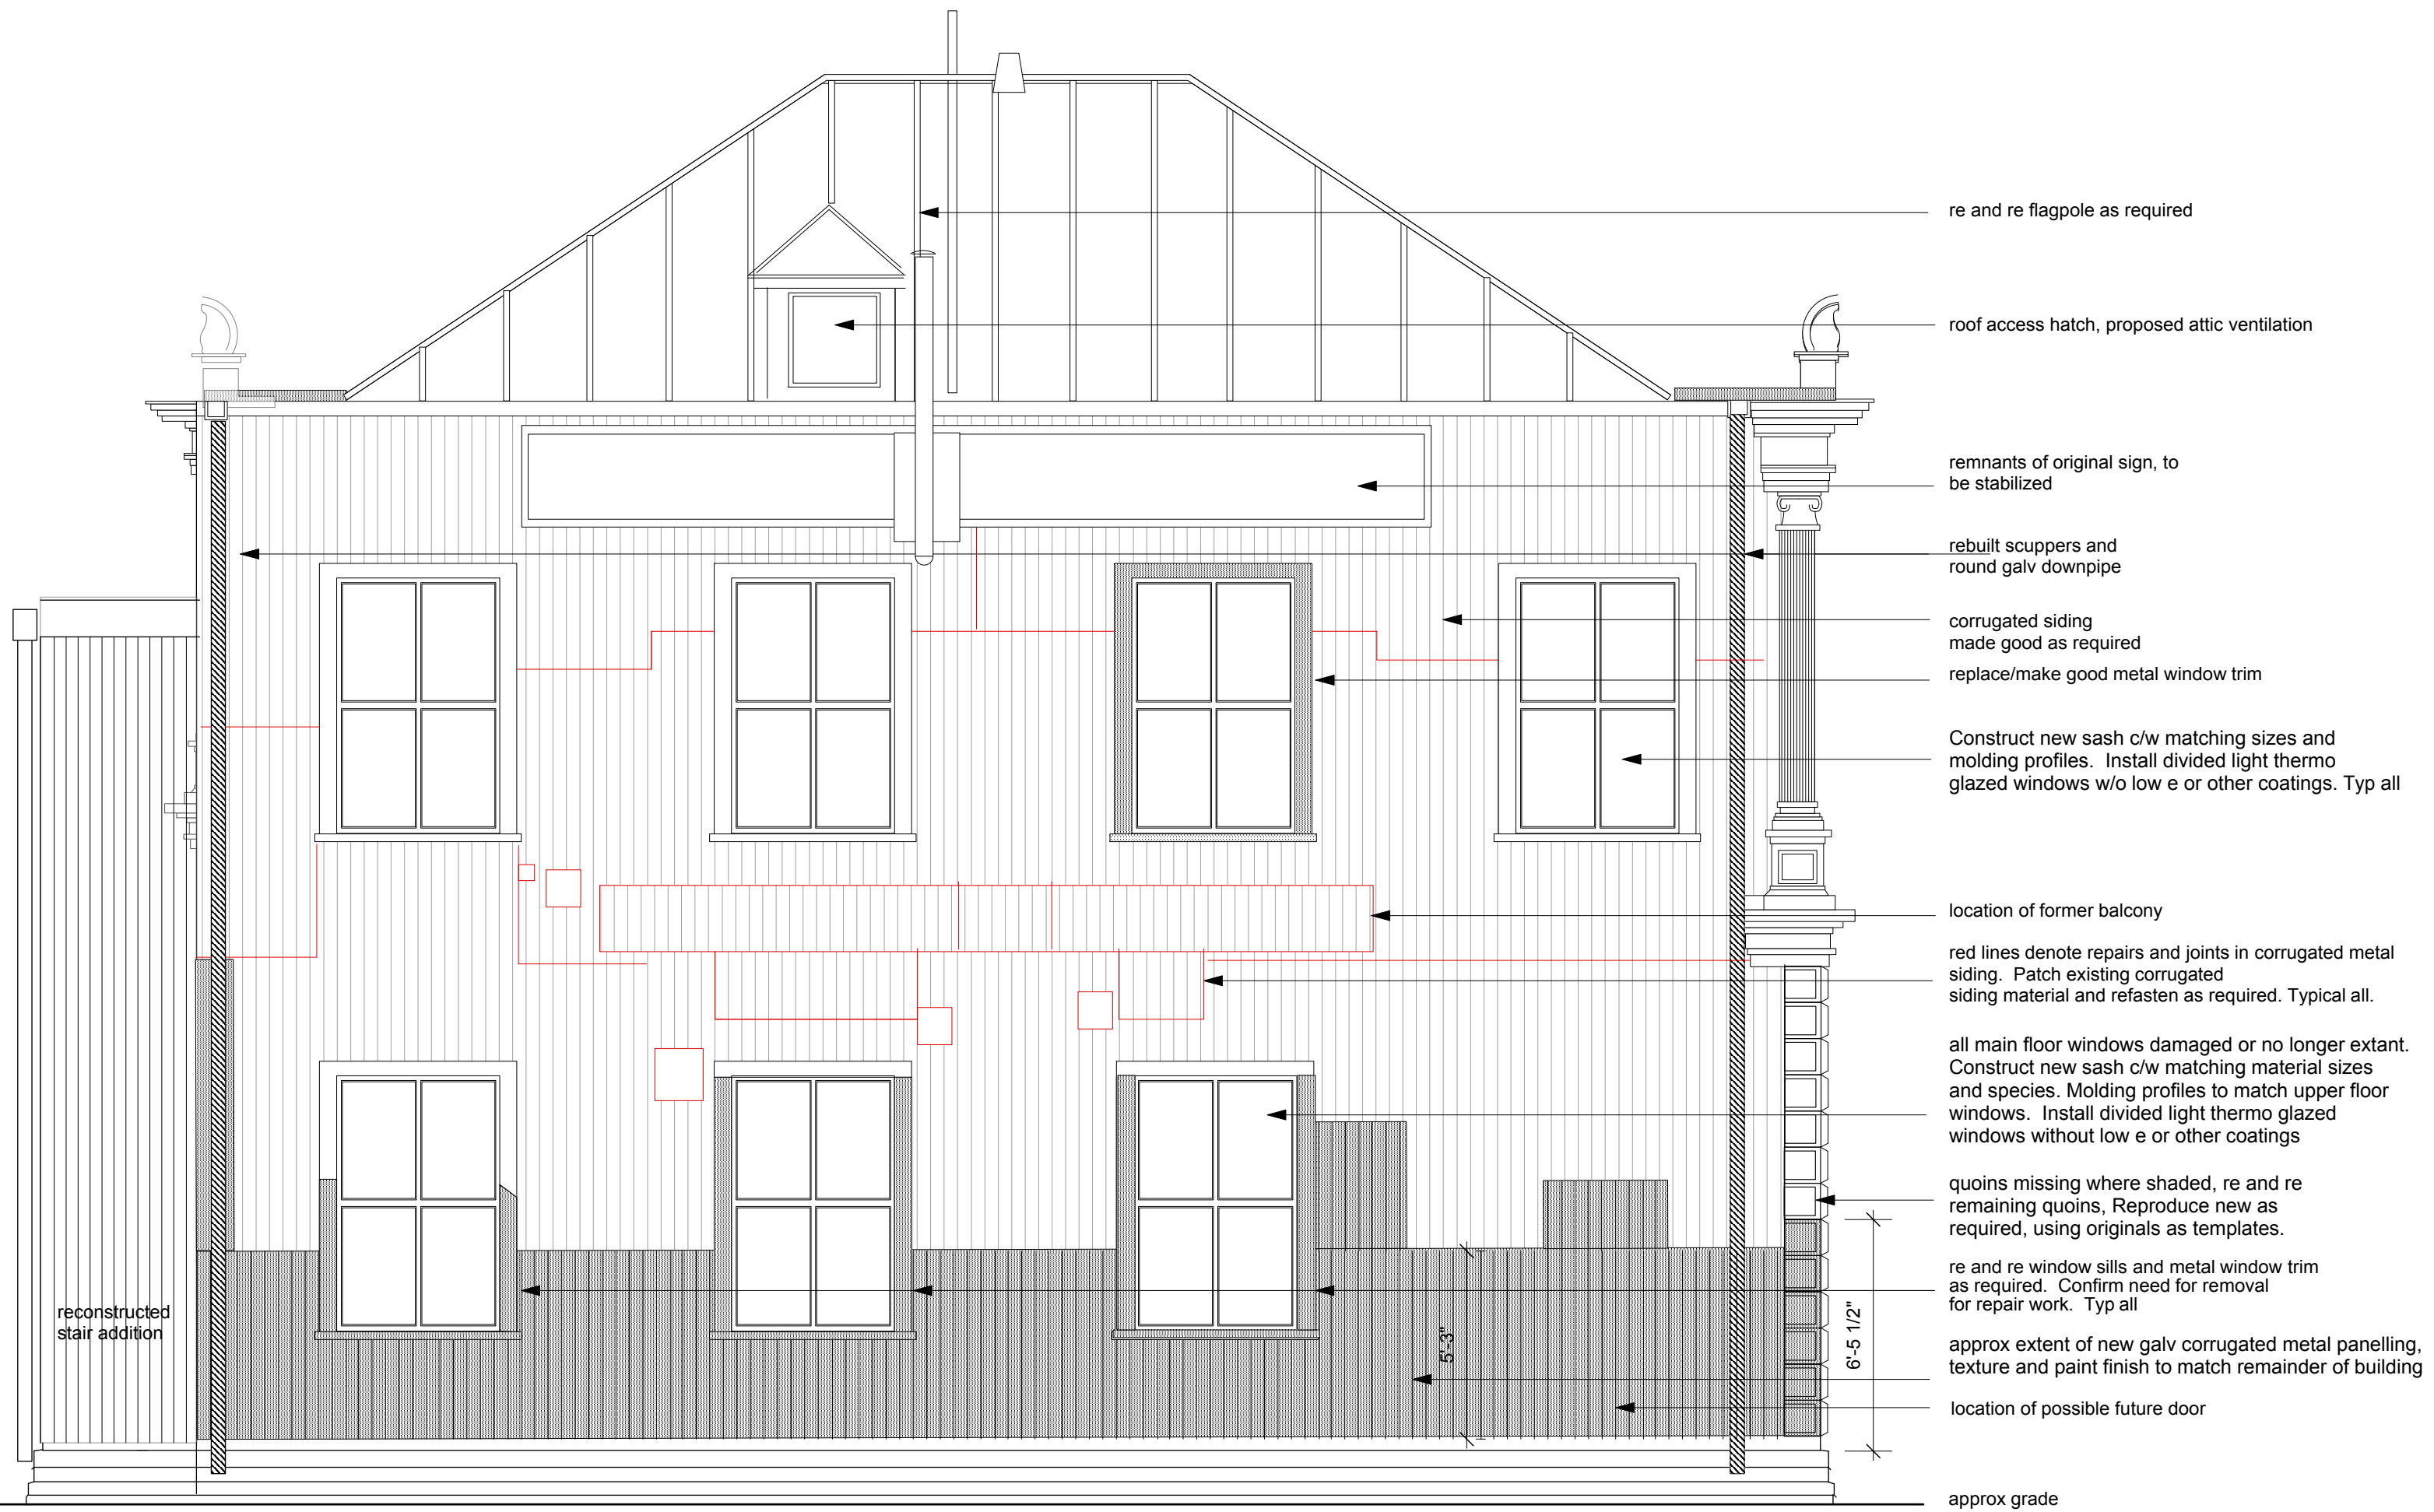 re and re flagpole as required
roof access hatch, proposed attic ventilation
remnants of original sign, to
be stabilized
rebuilt scuppers and
round galv downpipe
corrugated siding
made good as required
replace/make good metal window trim
Construct new sash c/w matching sizes and
molding profiles. Install divided light thermo
glazed windows w/o low e or other coatings. Typ all
location of former balcony
red lines denote repairs and joints in corrugated metal
siding. Patch existing corrugated
siding material and refasten as required. Typical all.
all main floor windows damaged or no longer extant.
Construct new sash c/w matching material sizes
and species. Molding profiles to match upper floor
windows. Install divided light thermo glazed
windows without low e or other coatings
quoins missing where shaded, re and re
remaining quoins, Reproduce new as
required, using originals as templates.
re and re window sills and metal window trim
as required. Confirm need for removal
for repair work. Typ all
reconstructed
stair addition
5'-3"
6'-5 1/2"
approx extent of new galv corrugated metal panelling,
texture and paint finish to match remainder of building
location of possible future door
approx grade